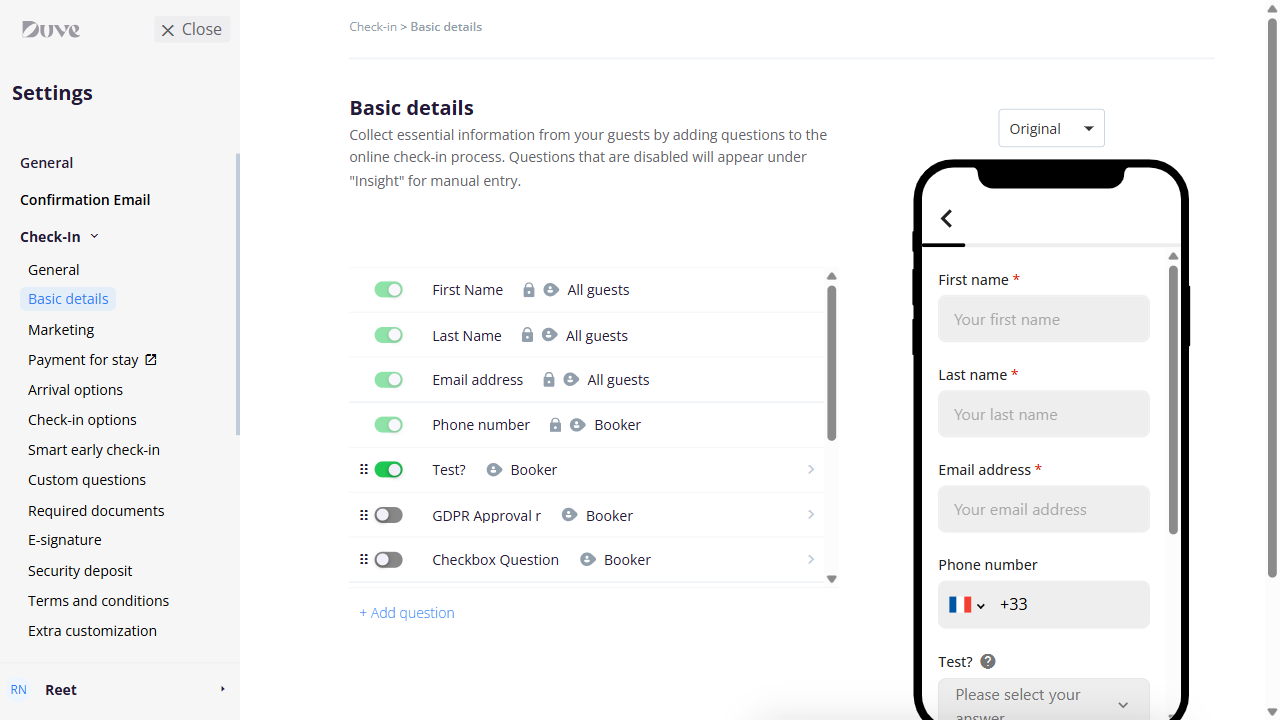 Duve
Close
Settings
General
Confirmation Email
Check-In
General
Basic details
Marketing
Payment for stay
Arrival options
Check-in options
Smart early check-in
Custom questions
Required documents
E-signature
Security deposit
Terms and conditions
Extra customization
RN Reet
Check-in > Basic details
Basic details
Collect essential information from your guests by adding questions to the
online check-in process. Questions that are disabled will appear under
"Insight" for manual entry.
First Name All guests
Last Name All guests
Email address All guests
Phone number Booker
Test? Booker
GDPR Approval r Booker
Checkbox Question Booker
+ Add question
Original
First name *
Your first name
Last name *
Your last name
Email address *
Your email address
Phone number
+33
Test? ?
Please select your
answer